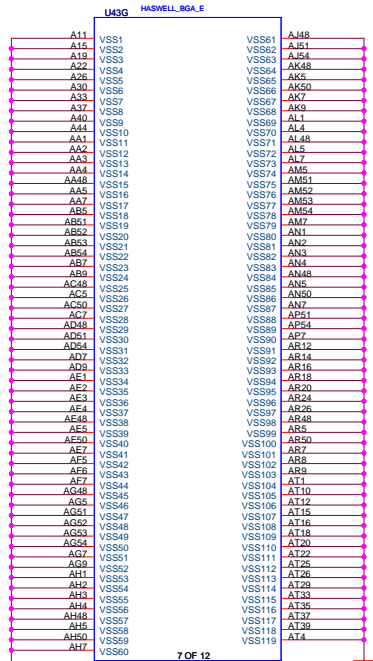 U43G HASWELL_BGA_E
A11 VSS1 VSS61 AJ48
A15 VSS2 VSS62 AJ51
A19 VSS3 VSS63 AJ54
A22 VSS4 VSS64 AK48
A26 VSS5 VSS65 AK5
A30 VSS6 VSS66 AK50
A33 VSS7 VSS67 AK7
A37 VSS8 VSS68 AK9
A40 VSS9 VSS69 AL1
A44 VSS10 VSS70 AL4
AA1 VSS11 VSS71 AL48
AA2 VSS12 VSS72 AL5
AA3 VSS13 VSS73 AL7
AA4 VSS14 VSS74 AM5
AA48 VSS15 VSS75 AM51
AA5 VSS16 VSS76 AM52
AA7 VSS17 VSS77 AM53
AB5 VSS18 VSS78 AM54
AB51 VSS19 VSS79 AM7
AB52 VSS20 VSS80 AN1
AB53 VSS21 VSS81 AN2
AB54 VSS22 VSS82 AN3
AB7 VSS23 VSS83 AN4
AB9 VSS24 VSS84 AN48
AC48 VSS25 VSS85 AN5
AC5 VSS26 VSS86 AN50
AC50 VSS27 VSS87 AN7
AC7 VSS28 VSS88 AP51
AD48 VSS29 VSS89 AP54
AD51 VSS30 VSS90 AP7
AD54 VSS31 VSS91 AR12
AD7 VSS32 VSS92 AR14
AD9 VSS33 VSS93 AR16
AE1 VSS34 VSS94 AR18
AE2 VSS35 VSS95 AR20
AE3 VSS36 VSS96 AR24
AE4 VSS37 VSS97 AR26
AE48 VSS38 VSS98 AR48
AE5 VSS39 VSS99 AR5
AE50 VSS40 VSS100 AR50
AE7 VSS41 VSS101 AR7
AF5 VSS42 VSS102 AR8
AF6 VSS43 VSS103 AR9
AF7 VSS44 VSS104 AT1
AG48 VSS45 VSS105 AT10
AG5 VSS46 VSS106 AT12
AG51 VSS47 VSS107 AT15
AG52 VSS48 VSS108 AT16
AG53 VSS49 VSS109 AT18
AG54 VSS50 VSS110 AT20
AG7 VSS51 VSS111 AT22
AG9 VSS52 VSS112 AT25
AH1 VSS53 VSS113 AT26
AH2 VSS54 VSS114 AT29
AH3 VSS55 VSS115 AT33
AH4 VSS56 VSS116 AT35
AH48 VSS57 VSS117 AT37
AH5 VSS58 VSS118 AT39
AH50 VSS59 VSS119 AT4
AH7 VSS60
7 OF 12